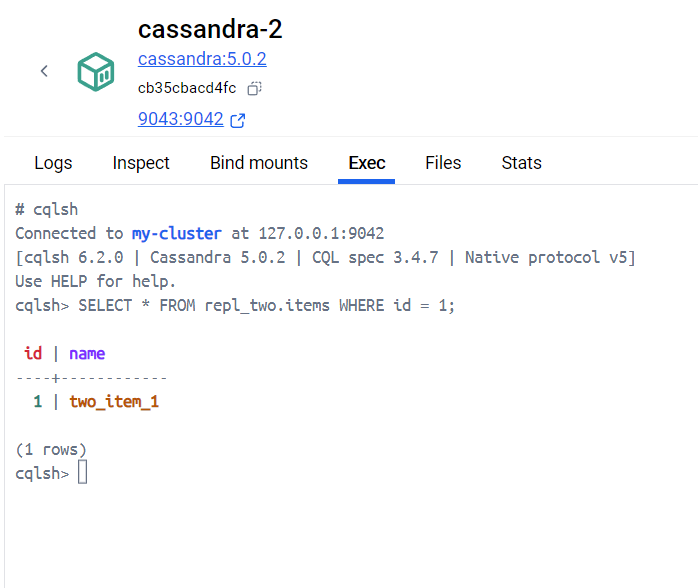 cassandra-2
cassandra:5.0.2
cb35cbacd4fc
9043:9042
Logs Inspect Bind mounts Exec Files Stats
# cqlsh
Connected to my-cluster at 127.0.0.1:9042
[cqlsh 6.2.0 | Cassandra 5.0.2 | CQL spec 3.4.7 | Native protocol v5]
Use HELP for help.
cqlsh> SELECT * FROM repl_two.items WHERE id = 1;
id | name
----+------------
1 | two_item_1
(1 rows)
cqlsh>